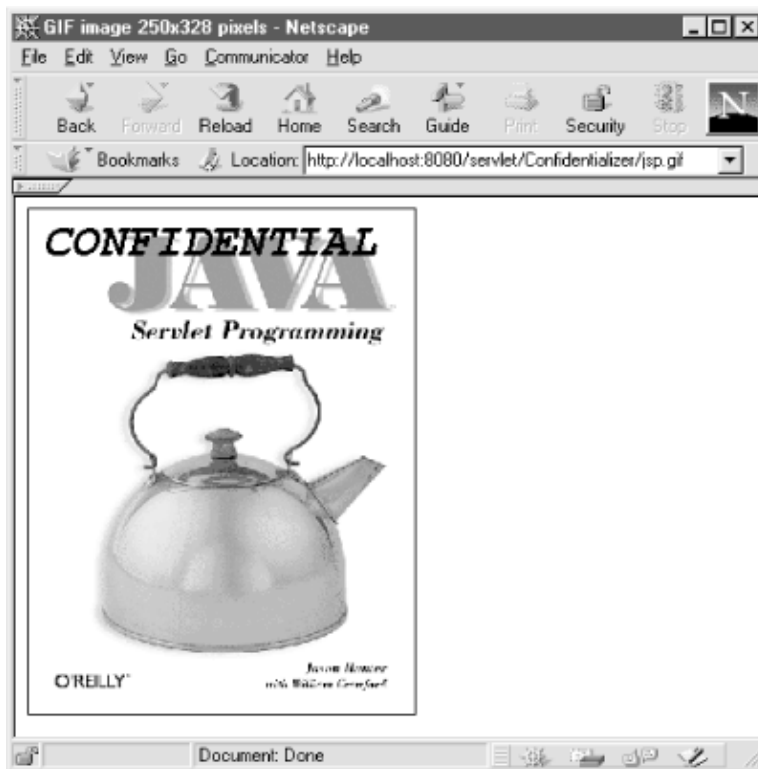 GIF image 250x328 pixels - Netscape
File Edit View Go Communicator Help
Back Forward Reload Home Search Guide Print Security Stop
N
Bookmarks Location: http://localhost:8080/servlet/Confidentializer/jsp.gif
CONFIDENTIAL
JAVA
Servlet Programming
O'REILLY
Jason Hunter
with William Crawford
Document: Done